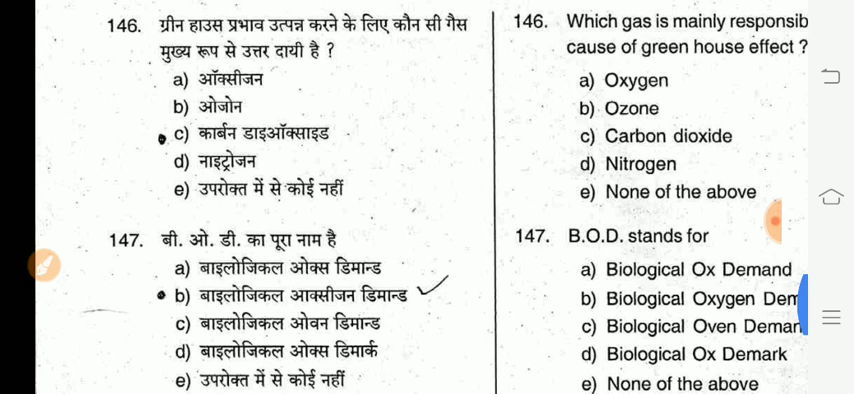 146. ग्रीन हाउस प्रभाव उत्पन्न करने के लिए कौन सी गैस
मुख्य रूप से उत्तर दायी है ?
a) ऑक्सीजन
b) ओजोन
c) कार्बन डाइऑक्साइड
d) नाइट्रोजन
e) उपरोक्त में से कोई नहीं
147. बी. ओ. डी. का पूरा नाम है
a) बाइलोजिकल ओक्स डिमान्ड
b) बाइलोजिकल आक्सीजन डिमान्ड
c) बाइलोजिकल ओवन डिमान्ड
d) बाइलोजिकल ओक्स डिमार्क
e) उपरोक्त में से कोई नहीं
146. Which gas is mainly responsib
cause of green house effect ?
a) Oxygen
b) Ozone
c) Carbon dioxide
d) Nitrogen
e) None of the above
147. B.O.D. stands for
a) Biological Ox Demand
b) Biological Oxygen Dem
c) Biological Oven Deman
d) Biological Ox Demark
e) None of the above